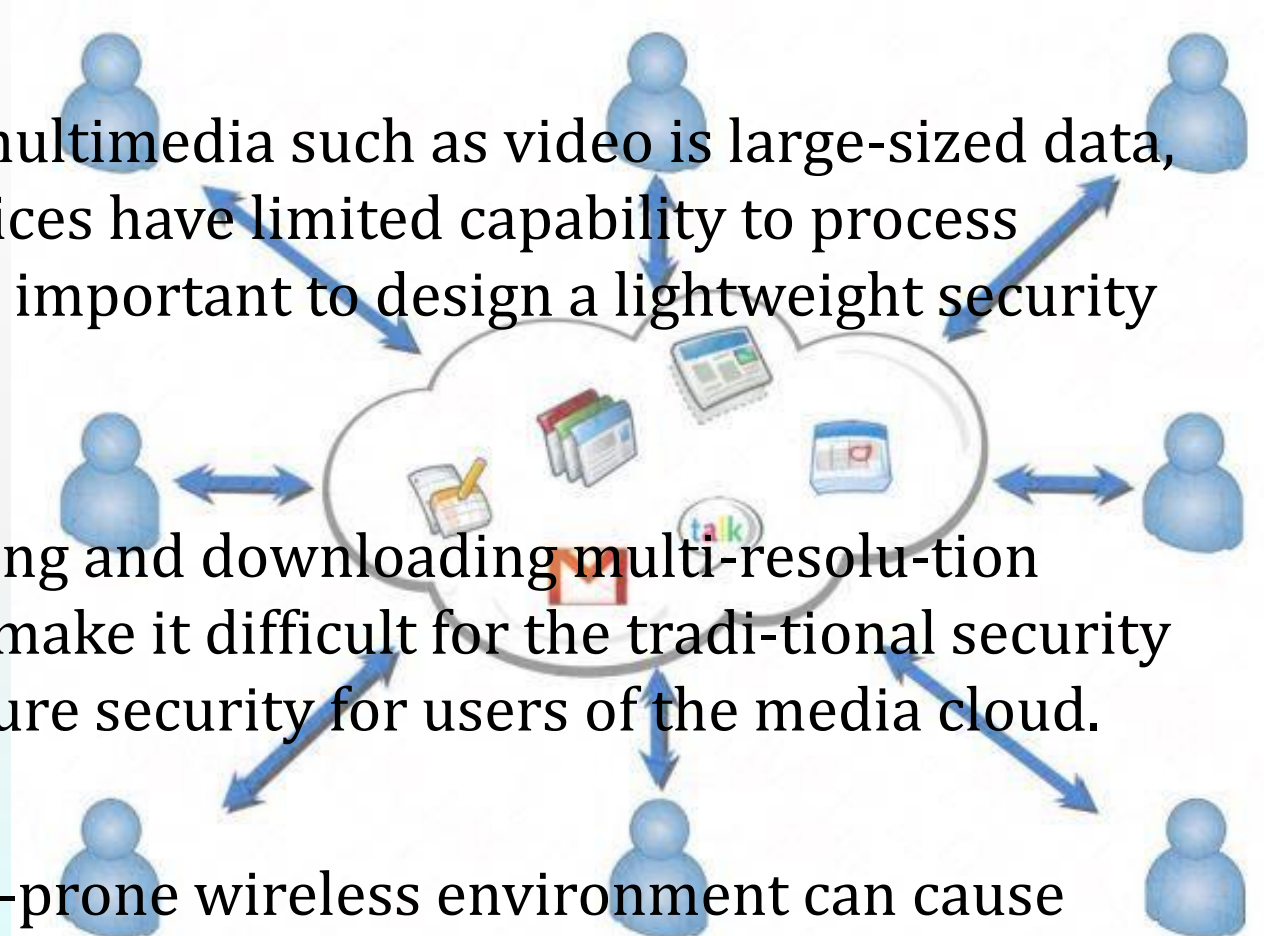 multimedia such as video is large-sized data,
ices have limited capability to process
important to design a lightweight security
talk
ng and downloading multi-resolu-tion
make it difficult for the tradi-tional security
ure security for users of the media cloud.
-prone wireless environment can cause